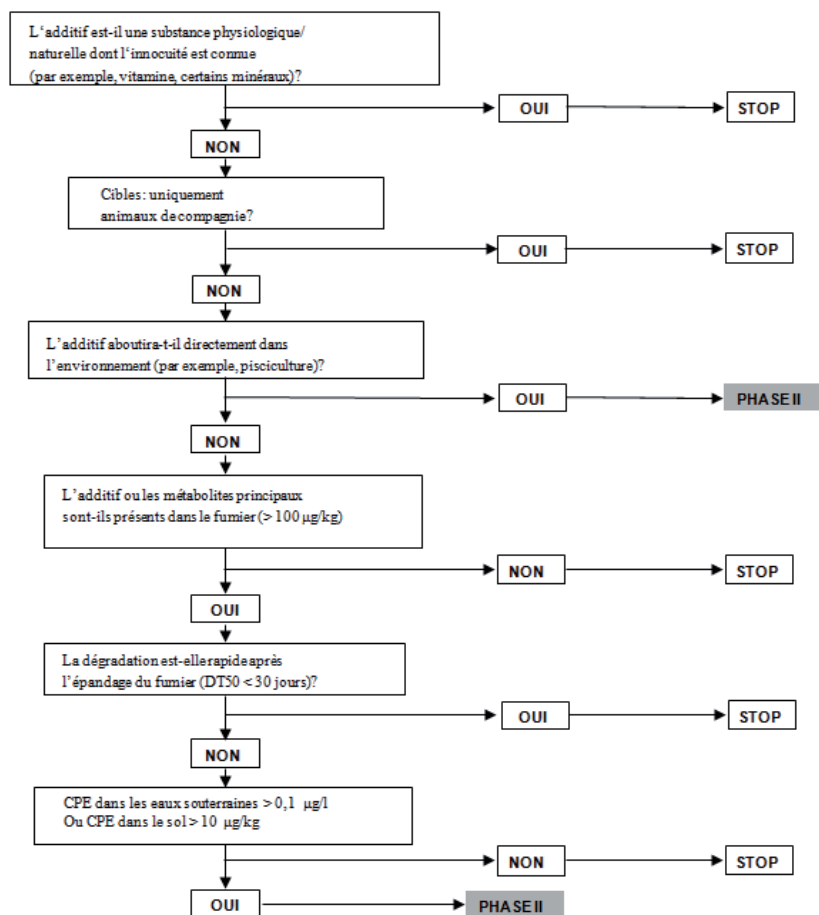 L'additif est-il une substance physiologique/
naturelle dont l'innocuité est connue
(par exemple, vitamine, certains minéraux)?
OUI
STOP
NON
Cibles: uniquement
animaux de compagnie?
OUI
STOP
NON
L'additif aboutira-t-il directement dans
l'environnement (par exemple, pisciculture)?
OUI
PHASE II
NON
L'additif ou les métabolites principaux
sont-ils présents dans le fumier (> 100 µg/kg)
NON
STOP
OUI
La dégradation est-elle rapide après
l'épandage du fumier (DT50 < 30 jours)?
OUI
STOP
NON
CPE dans les eaux souterraines > 0,1 µg/l
Ou CPE dans le sol > 10 µg/kg
NON
STOP
OUI
PHASE II